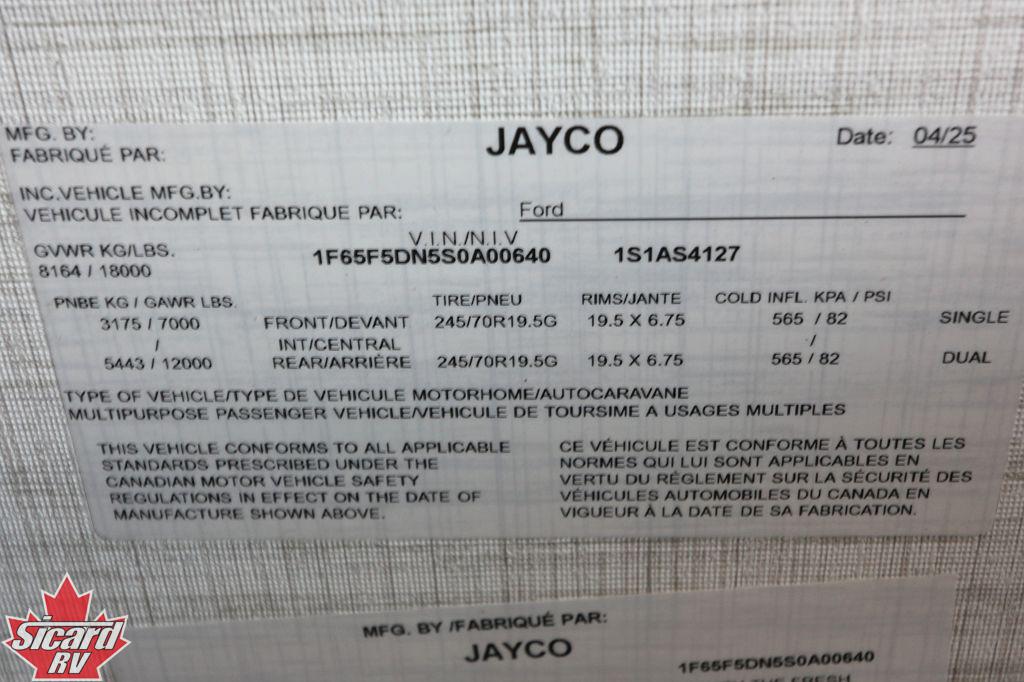 MFG. BY:
FABRIQUÉ PAR:
JAYCO
Date: 04/25
INC.VEHICLE MFG.BY:
VEHICULE INCOMPLET FABRIQUE PAR: Ford
GVWR KG/LBS.
8164 / 18000
V.I.N./N.I.V
1F65F5DN5S0A00640 1S1AS4127
PNBE KG / GAWR LBS. TIRE/PNEU RIMS/JANTE COLD INFL. KPA / PSI
3175 / 7000 FRONT/DEVANT 245/70R19.5G 19.5 X 6.75 565 / 82 SINGLE
/ INT/CENTRAL /
5443 / 12000 REAR/ARRIÈRE 245/70R19.5G 19.5 X 6.75 565 / 82 DUAL
TYPE OF VEHICLE/TYPE DE VEHICULE MOTORHOME/AUTOCARAVANE
MULTIPURPOSE PASSENGER VEHICLE/VEHICULE DE TOURSIME A USAGES MULTIPLES
THIS VEHICLE CONFORMS TO ALL APPLICABLE
STANDARDS PRESCRIBED UNDER THE
CANADIAN MOTOR VEHICLE SAFETY
REGULATIONS IN EFFECT ON THE DATE OF
MANUFACTURE SHOWN ABOVE.
CE VÉHICULE EST CONFORME À TOUTES LES
NORMES QUI LUI SONT APPLICABLES EN
VERTU DU RÈGLEMENT SUR LA SÉCURITÉ DES
VÉHICULES AUTOMOBILES DU CANADA EN
VIGUEUR À LA DATE DE SA FABRICATION.
MFG. BY /FABRIQUÉ PAR:
JAYCO
1F65F5DN5S0A00640
THE FRESH
Sicard
RV